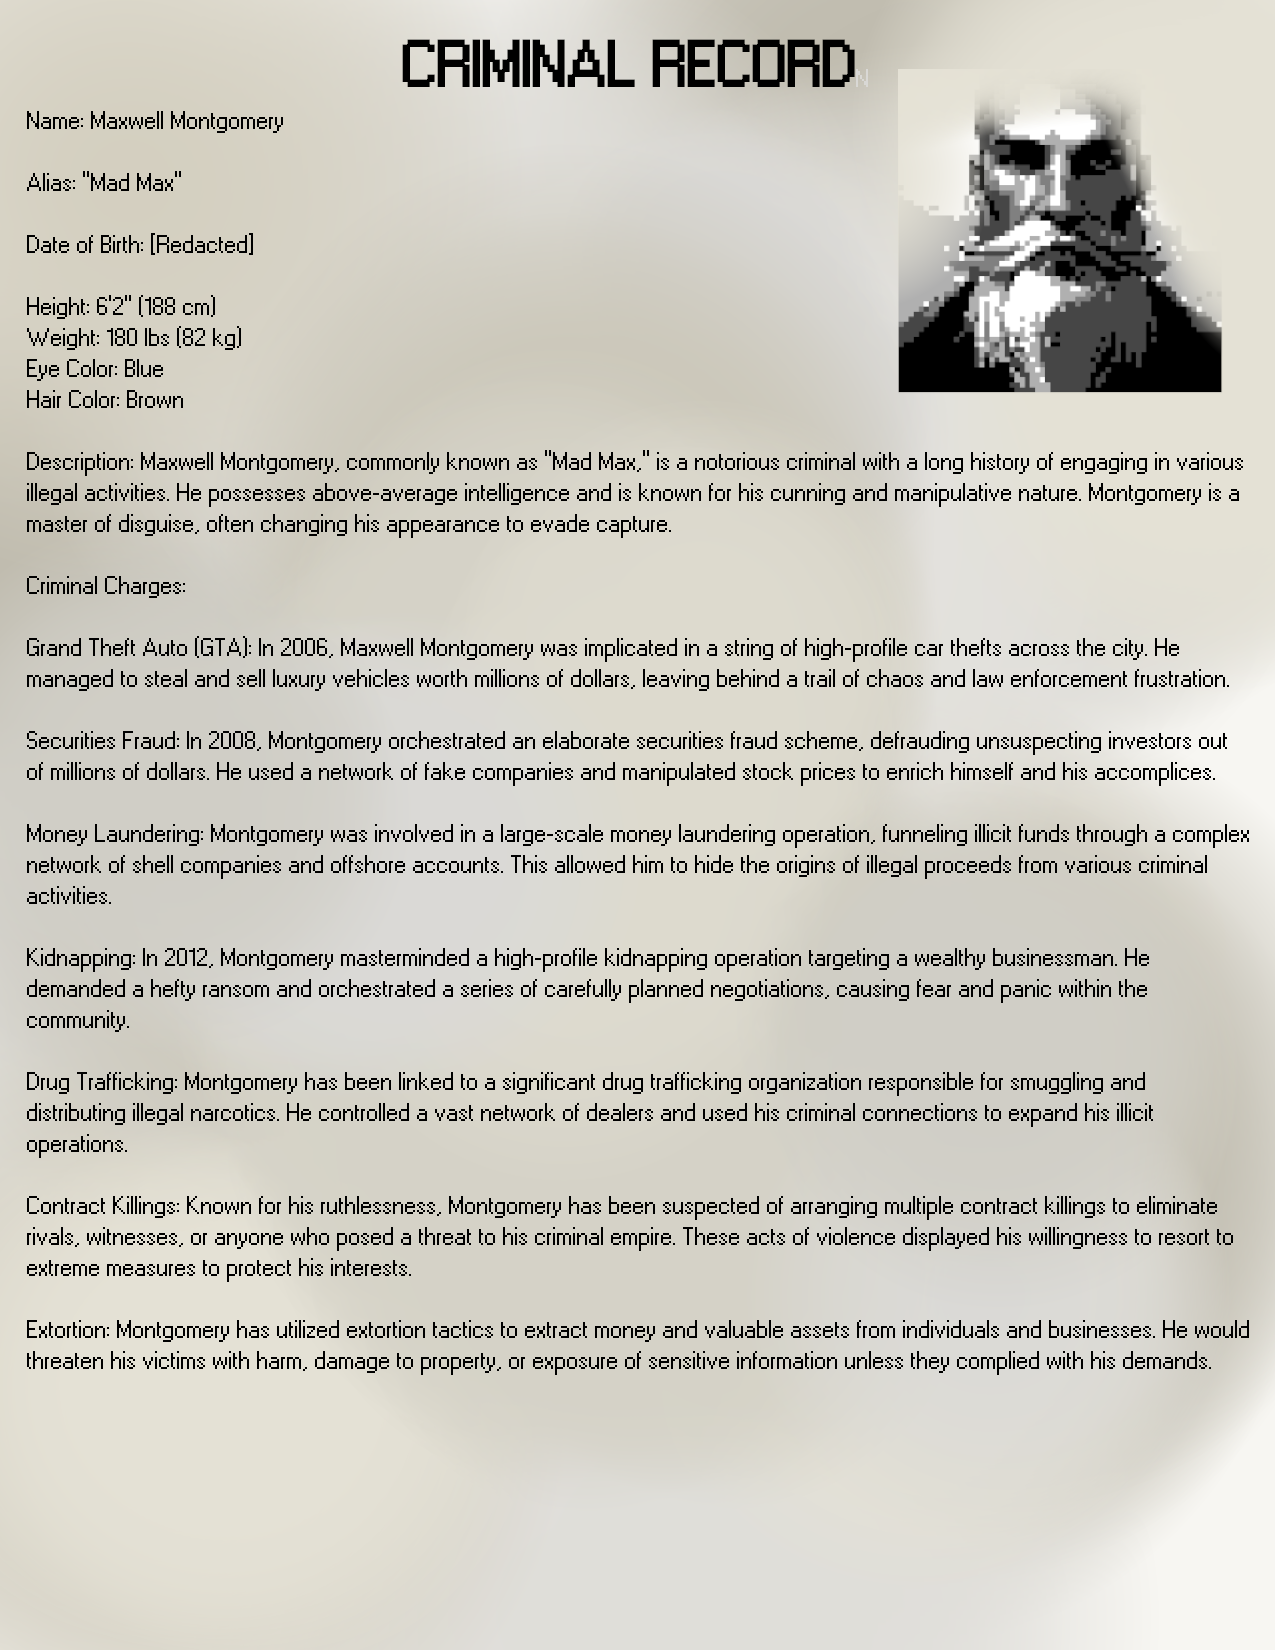 CRIMINAL RECORD
N
Name: Maxwell Montgomery
Alias: "Mad Max"
Date of Birth: [Redacted]
Height: 6'2" (188 cm)
Weight: 180 lbs (82 kg)
Eye Color: Blue
Hair Color: Brown
Description: Maxwell Montgomery, commonly known as "Mad Max," is a notorious criminal with a long history of engaging in various
illegal activities. He possesses above-average intelligence and is known for his cunning and manipulative nature. Montgomery is a
master of disguise, often changing his appearance to evade capture.
Criminal Charges:
Grand Theft Auto (GTA): In 2006, Maxwell Montgomery was implicated in a string of high-profile car thefts across the city. He
managed to steal and sell luxury vehicles worth millions of dollars, leaving behind a trail of chaos and law enforcement frustration.
Securities Fraud: In 2008, Montgomery orchestrated an elaborate securities fraud scheme, defrauding unsuspecting investors out
of millions of dollars. He used a network of fake companies and manipulated stock prices to enrich himself and his accomplices.
Money Laundering: Montgomery was involved in a large-scale money laundering operation, funneling illicit funds through a complex
network of shell companies and offshore accounts. This allowed him to hide the origins of illegal proceeds from various criminal
activities.
Kidnapping: In 2012, Montgomery masterminded a high-profile kidnapping operation targeting a wealthy businessman. He
demanded a hefty ransom and orchestrated a series of carefully planned negotiations, causing fear and panic within the
community.
Drug Trafficking: Montgomery has been linked to a significant drug trafficking organization responsible for smuggling and
distributing illegal narcotics. He controlled a vast network of dealers and used his criminal connections to expand his illicit
operations.
Contract Killings: Known for his ruthlessness, Montgomery has been suspected of arranging multiple contract killings to eliminate
rivals, witnesses, or anyone who posed a threat to his criminal empire. These acts of violence displayed his willingness to resort to
extreme measures to protect his interests.
Extortion: Montgomery has utilized extortion tactics to extract money and valuable assets from individuals and businesses. He would
threaten his victims with harm, damage to property, or exposure of sensitive information unless they complied with his demands.